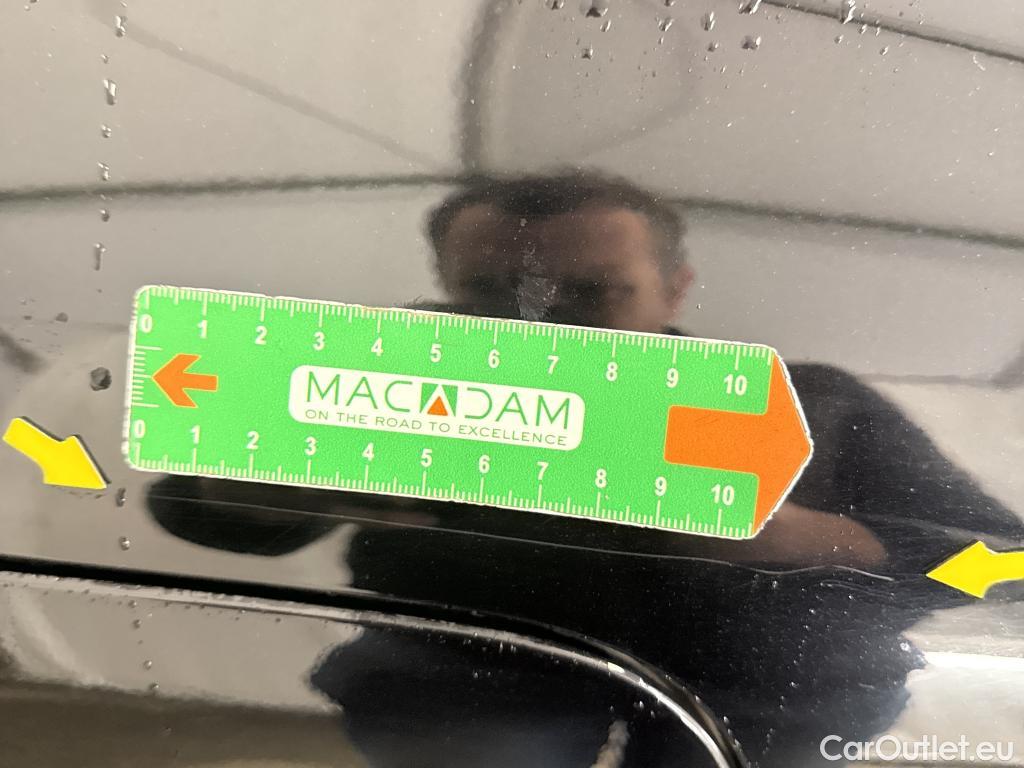 0 1 2 3 4 5 6 7 8 9 10
MACADAM
ON THE ROAD TO EXCELLENCE
0 1 2 3 4 5 6 7 8 9 10
CarOutlet.eu